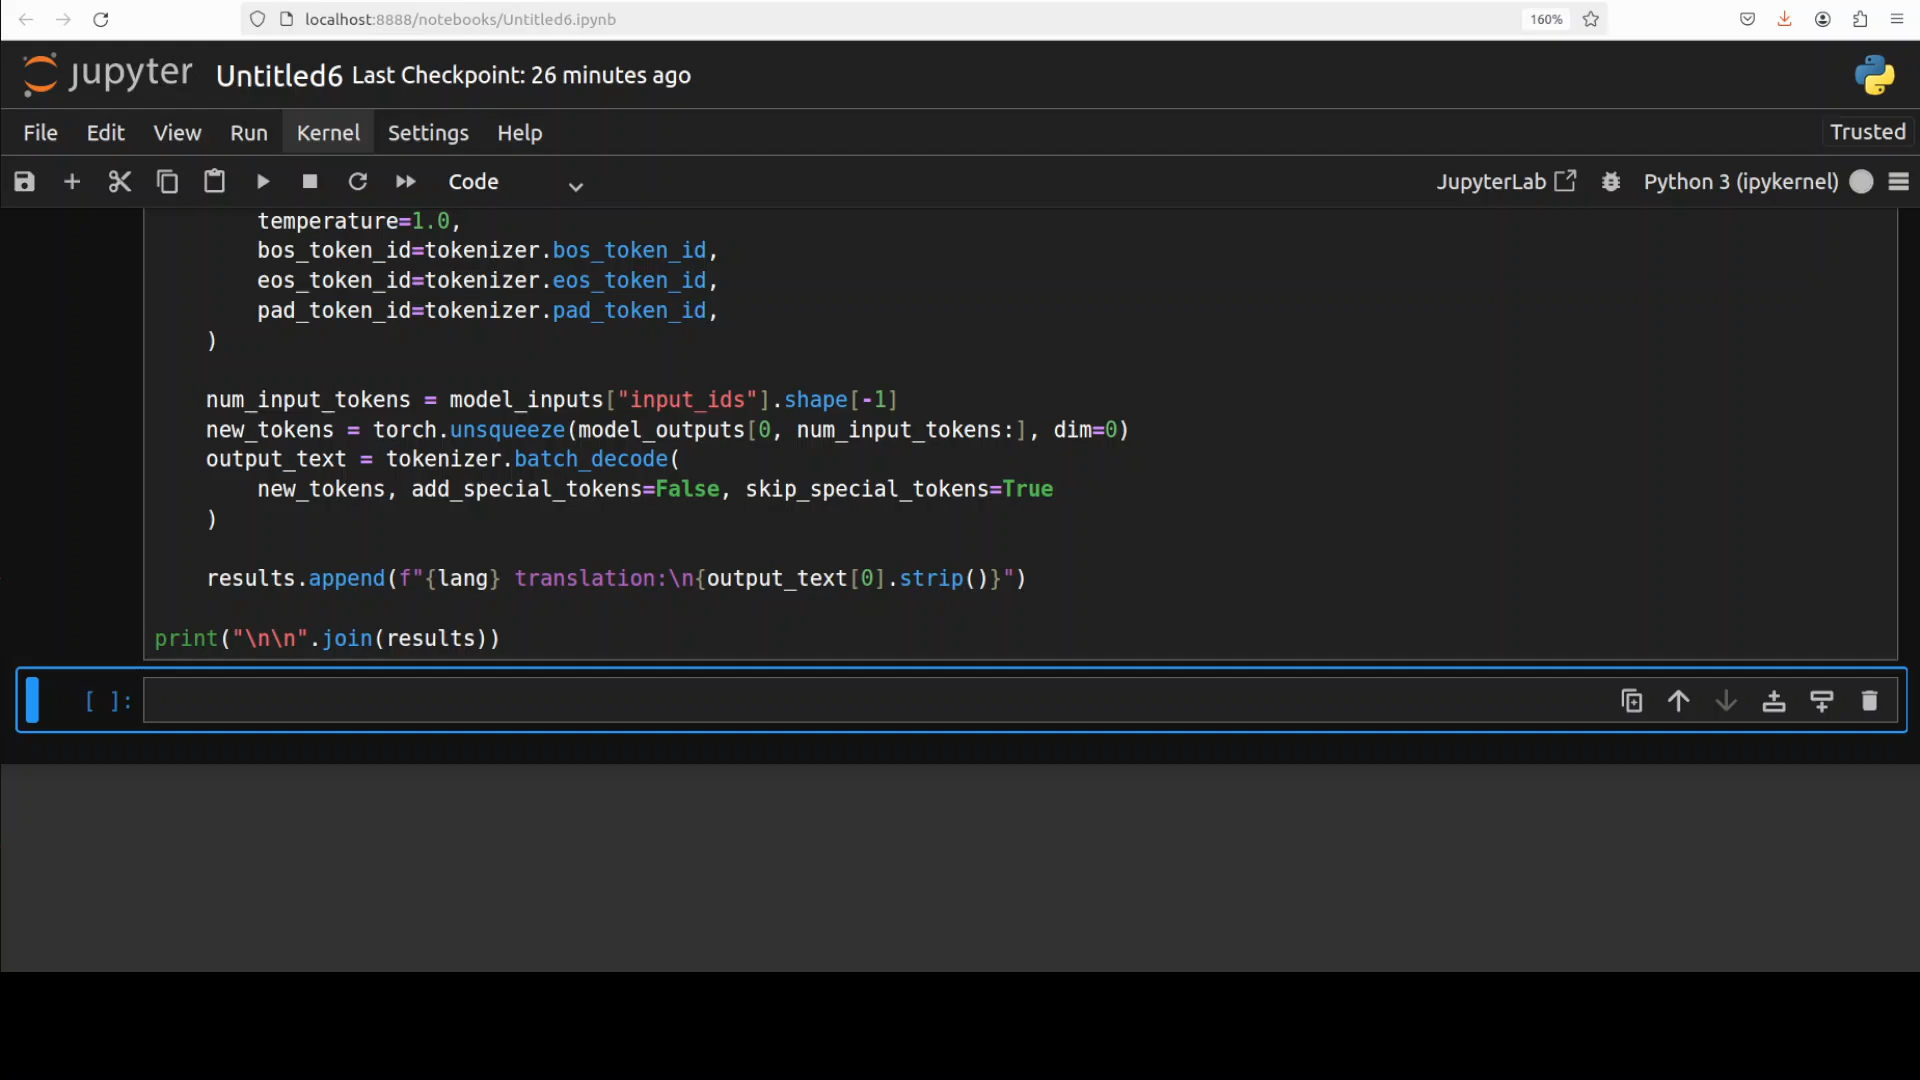 localhost:8888/notebooks/Untitled6.ipynb
160%
jupyter Untitled6 Last Checkpoint: 26 minutes ago
File Edit View Run Kernel Settings Help
Trusted
Code
JupyterLab
Python 3 (ipykernel)
temperature=1.0,
bos_token_id=tokenizer.bos_token_id,
eos_token_id=tokenizer.eos_token_id,
pad_token_id=tokenizer.pad_token_id,
)
num_input_tokens = model_inputs["input_ids"].shape[-1]
new_tokens = torch.unsqueeze(model_outputs[0, num_input_tokens:], dim=0)
output_text = tokenizer.batch_decode(
new_tokens, add_special_tokens=False, skip_special_tokens=True
)
results.append(f"{lang} translation:\n{output_text[0].strip()}")
print("\n\n".join(results))
[ ]: